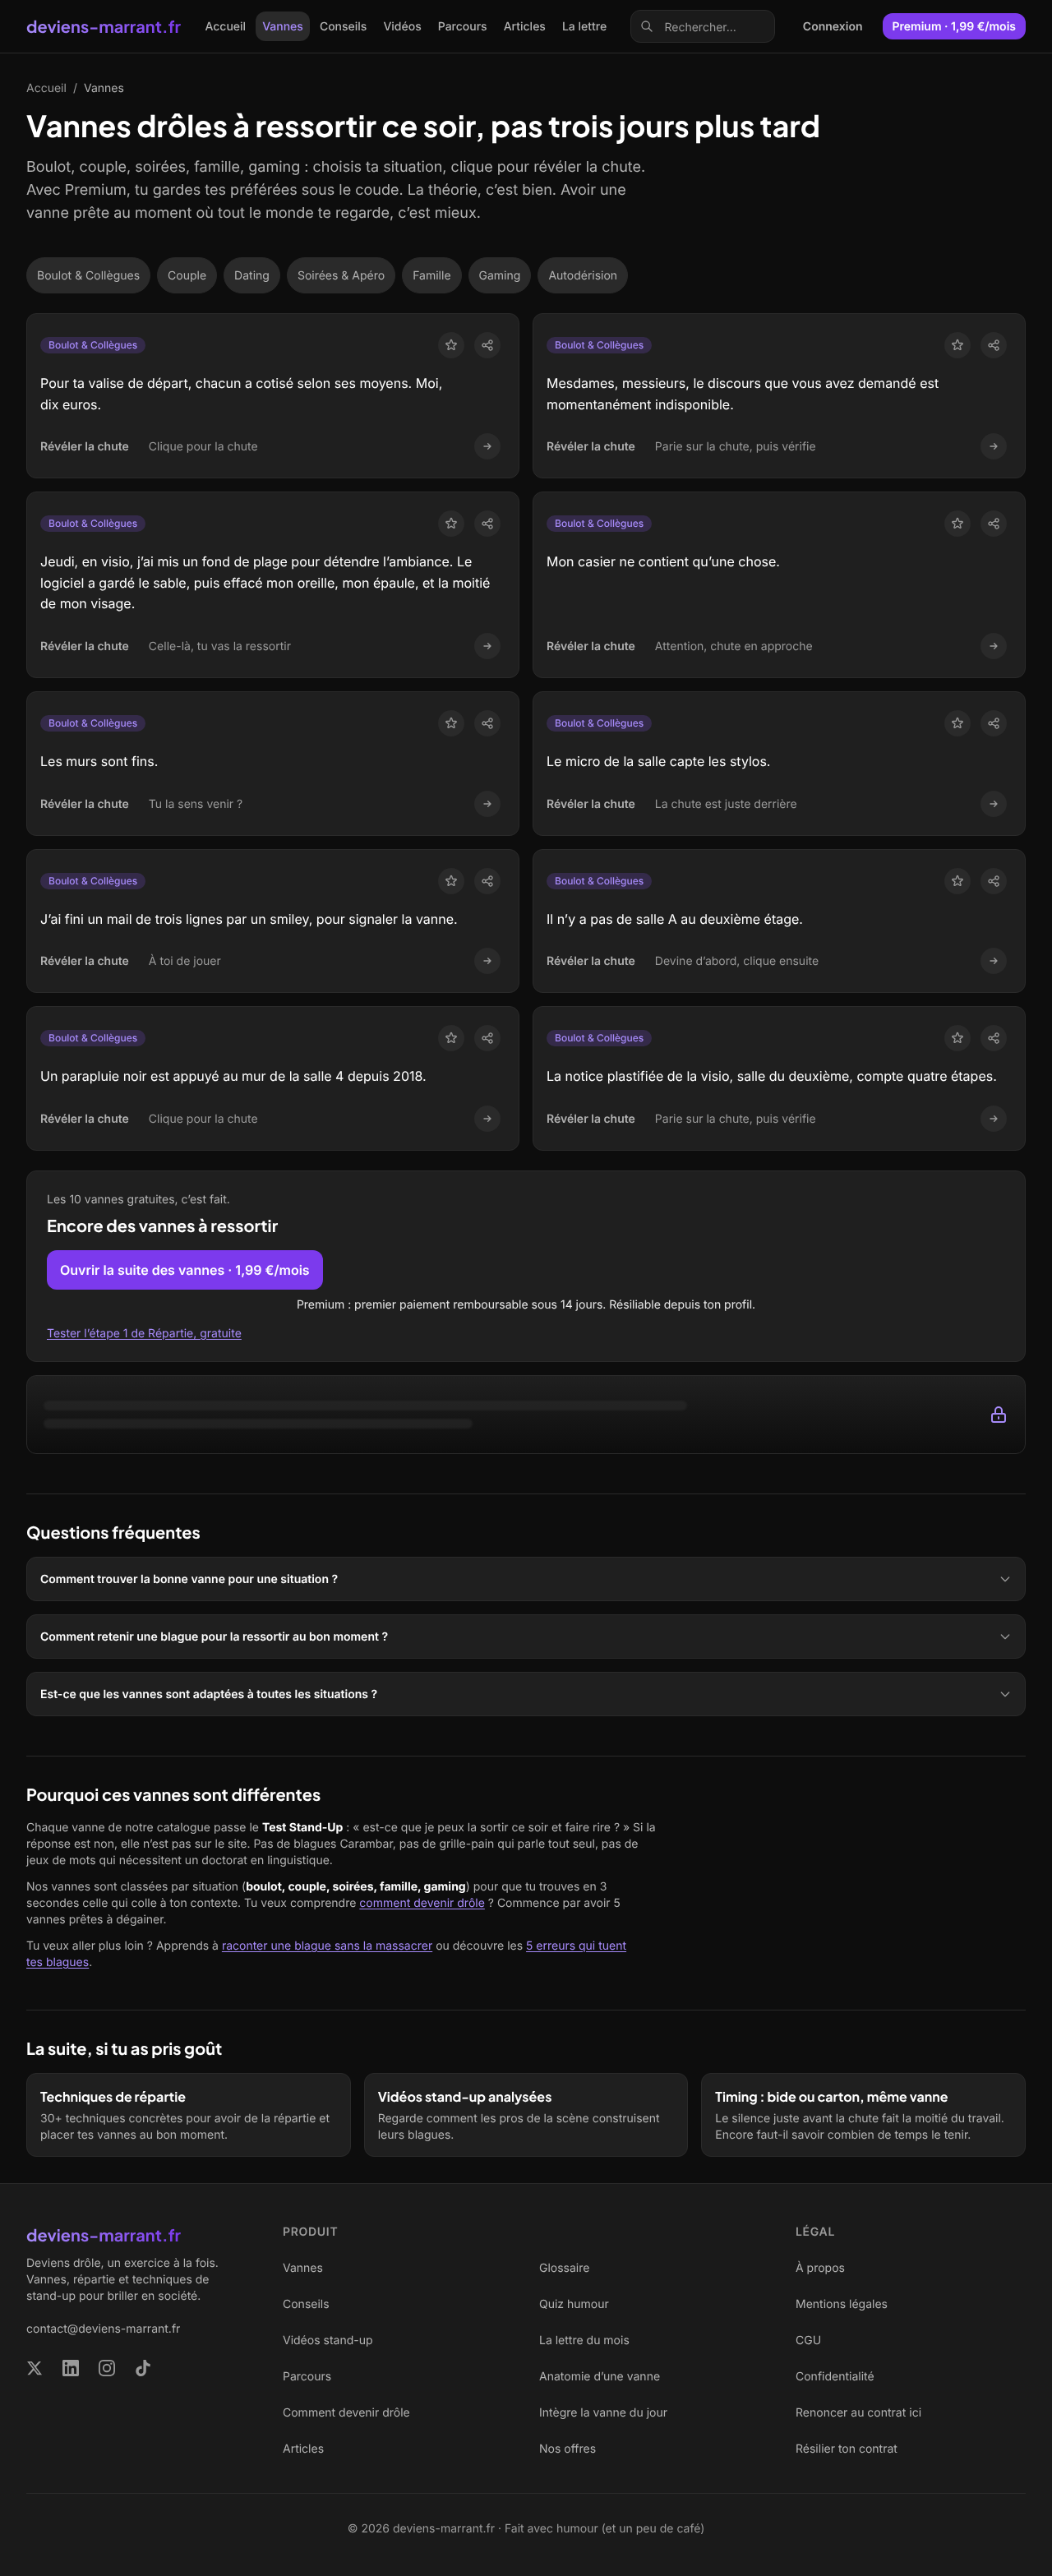 deviens-marrant.fr
Accueil
Vannes
Conseils
Vidéos
Parcours
Articles
La lettre
Rechercher...
Connexion
Premium · 1,99 €/mois
Accueil / Vannes
Vannes drôles à ressortir ce soir, pas trois jours plus tard
Boulot, couple, soirées, famille, gaming : choisis ta situation, clique pour révéler la chute.
Avec Premium, tu gardes tes préférées sous le coude. La théorie, c’est bien. Avoir une
vanne prête au moment où tout le monde te regarde, c’est mieux.
Boulot & Collègues
Couple
Dating
Soirées & Apéro
Famille
Gaming
Autodérision
Boulot & Collègues
Pour ta valise de départ, chacun a cotisé selon ses moyens. Moi,
dix euros.
Révéler la chute
Clique pour la chute
Boulot & Collègues
Mesdames, messieurs, le discours que vous avez demandé est
momentanément indisponible.
Révéler la chute
Parie sur la chute, puis vérifie
Boulot & Collègues
Jeudi, en visio, j’ai mis un fond de plage pour détendre l’ambiance. Le
logiciel a gardé le sable, puis effacé mon oreille, mon épaule, et la moitié
de mon visage.
Révéler la chute
Celle-là, tu vas la ressortir
Boulot & Collègues
Mon casier ne contient qu’une chose.
Révéler la chute
Attention, chute en approche
Boulot & Collègues
Les murs sont fins.
Révéler la chute
Tu la sens venir ?
Boulot & Collègues
Le micro de la salle capte les stylos.
Révéler la chute
La chute est juste derrière
Boulot & Collègues
J’ai fini un mail de trois lignes par un smiley, pour signaler la vanne.
Révéler la chute
À toi de jouer
Boulot & Collègues
Il n’y a pas de salle A au deuxième étage.
Révéler la chute
Devine d’abord, clique ensuite
Boulot & Collègues
Un parapluie noir est appuyé au mur de la salle 4 depuis 2018.
Révéler la chute
Clique pour la chute
Boulot & Collègues
La notice plastifiée de la visio, salle du deuxième, compte quatre étapes.
Révéler la chute
Parie sur la chute, puis vérifie
Les 10 vannes gratuites, c’est fait.
Encore des vannes à ressortir
Ouvrir la suite des vannes · 1,99 €/mois
Premium : premier paiement remboursable sous 14 jours. Résiliable depuis ton profil.
Tester l’étape 1 de Répartie, gratuite
Questions fréquentes
Comment trouver la bonne vanne pour une situation ?
Comment retenir une blague pour la ressortir au bon moment ?
Est-ce que les vannes sont adaptées à toutes les situations ?
Pourquoi ces vannes sont différentes
Chaque vanne de notre catalogue passe le Test Stand-Up : « est-ce que je peux la sortir ce soir et faire rire ? » Si la
réponse est non, elle n’est pas sur le site. Pas de blagues Carambar, pas de grille-pain qui parle tout seul, pas de
jeux de mots qui nécessitent un doctorat en linguistique.
Nos vannes sont classées par situation (boulot, couple, soirées, famille, gaming) pour que tu trouves en 3
secondes celle qui colle à ton contexte. Tu veux comprendre comment devenir drôle ? Commence par avoir 5
vannes prêtes à dégainer.
Tu veux aller plus loin ? Apprends à raconter une blague sans la massacrer ou découvre les 5 erreurs qui tuent
tes blagues.
La suite, si tu as pris goût
Techniques de répartie
30+ techniques concrètes pour avoir de la répartie et
placer tes vannes au bon moment.
Vidéos stand-up analysées
Regarde comment les pros de la scène construisent
leurs blagues.
Timing : bide ou carton, même vanne
Le silence juste avant la chute fait la moitié du travail.
Encore faut-il savoir combien de temps le tenir.
deviens-marrant.fr
Deviens drôle, un exercice à la fois.
Vannes, répartie et techniques de
stand-up pour briller en société.
contact@deviens-marrant.fr
PRODUIT
Vannes
Conseils
Vidéos stand-up
Parcours
Comment devenir drôle
Articles
Glossaire
Quiz humour
La lettre du mois
Anatomie d’une vanne
Intègre la vanne du jour
Nos offres
LÉGAL
À propos
Mentions légales
CGU
Confidentialité
Renoncer au contrat ici
Résilier ton contrat
© 2026 deviens-marrant.fr · Fait avec humour (et un peu de café)